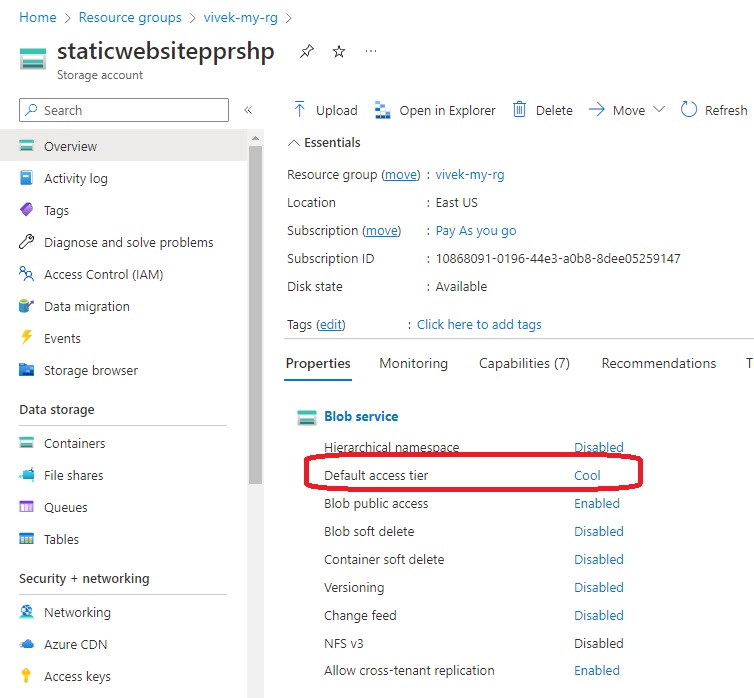 Home > Resource groups > vivek-my-rg >
staticwebsitepprshp
Storage account
Search
Upload Open in Explorer Delete Move Refresh
Overview
Activity log
Tags
Diagnose and solve problems
Access Control (IAM)
Data migration
Events
Storage browser
Data storage
Containers
File shares
Queues
Tables
Security + networking
Networking
Azure CDN
Access keys
Essentials
Resource group (move) : vivek-my-rg
Location : East US
Subscription (move) : Pay As you go
Subscription ID : 10868091-0196-44e3-a0b8-8dee05259147
Disk state : Available
Tags (edit) : Click here to add tags
Properties Monitoring Capabilities (7) Recommendations T
Blob service
Hierarchical namespace Disabled
Default access tier Cool
Blob public access Enabled
Blob soft delete Disabled
Container soft delete Disabled
Versioning Disabled
Change feed Disabled
NFS v3 Disabled
Allow cross-tenant replication Enabled